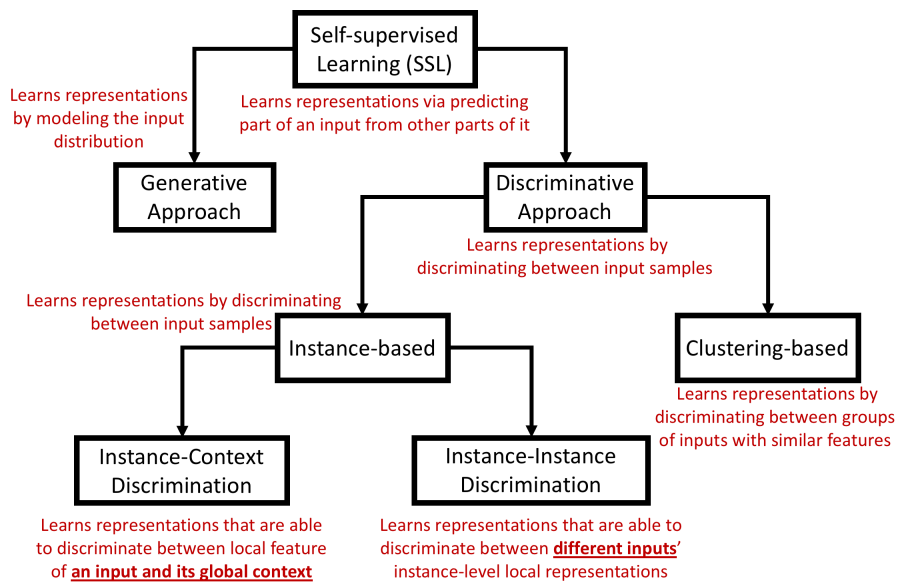 Self-supervised
Learning (SSL)
Learns representations
by modeling the input
distribution
Learns representations via predicting
part of an input from other parts of it
Generative
Approach
Discriminative
Approach
Learns representations by
discriminating between input samples
Learns representations by discriminating
between input samples
Instance-based
Clustering-based
Learns representations by
discriminating between groups
of inputs with similar features
Instance-Context
Discrimination
Instance-Instance
Discrimination
Learns representations that are able
to discriminate between local feature
of an input and its global context
Learns representations that are able to
discriminate between different inputs’
instance-level local representations